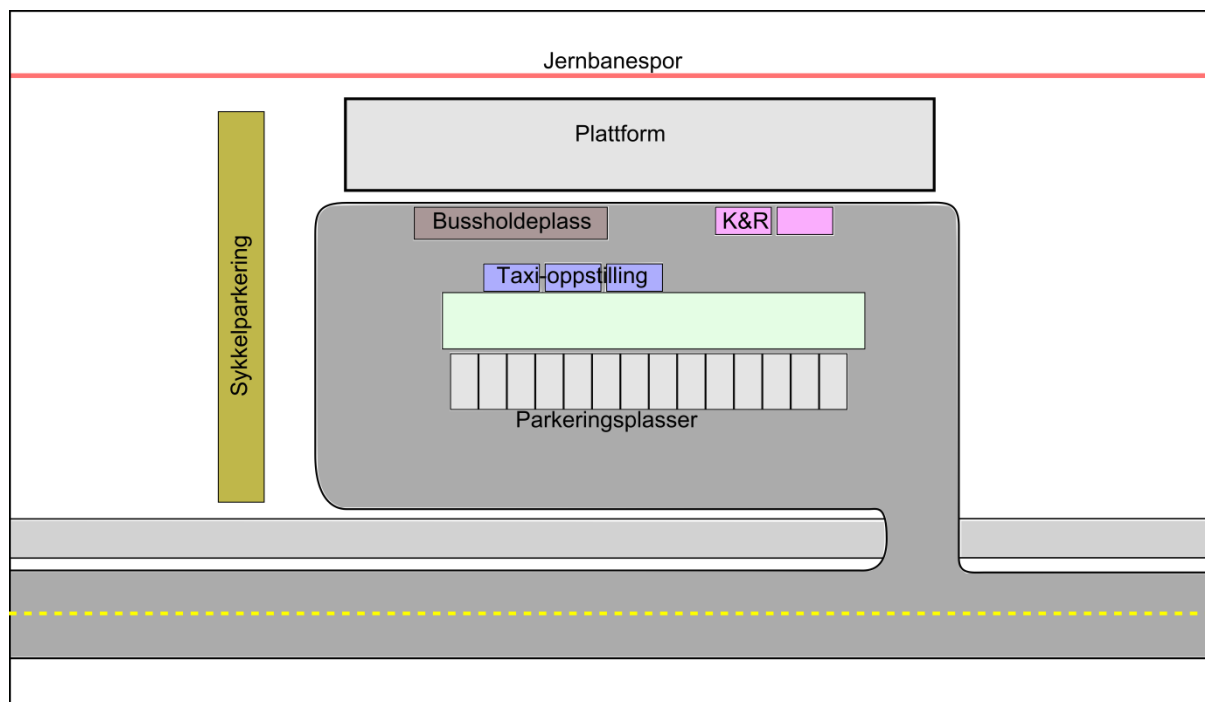 Jernbanespor
Plattform
Bussholdeplass
K&R
Taxi-oppstilling
Sykkelparkering
Parkeringsplasser